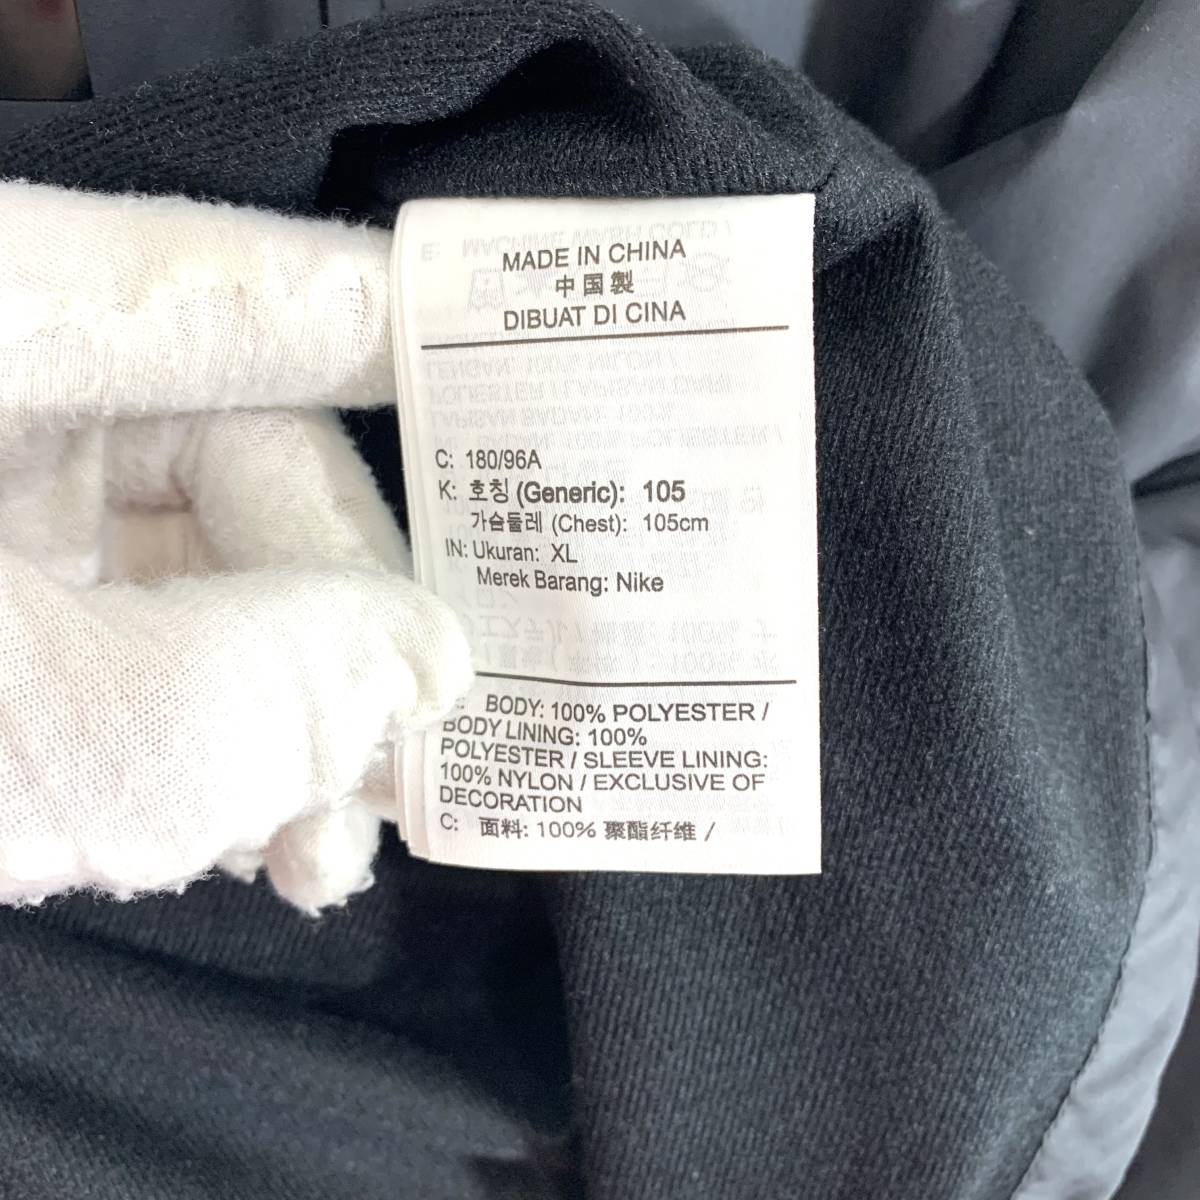 MADE IN CHINA
中国製
DIBUAT DI CINA
C: 180/96A
K: 호칭 (Generic): 105
가슴둘레 (Chest): 105cm
IN: Ukuran: XL
Merek Barang: Nike
BODY: 100% POLYESTER /
BODY LINING: 100%
POLYESTER / SLEEVE LINING:
100% NYLON / EXCLUSIVE OF
DECORATION
C: 面料: 100% 聚酯纤维 /